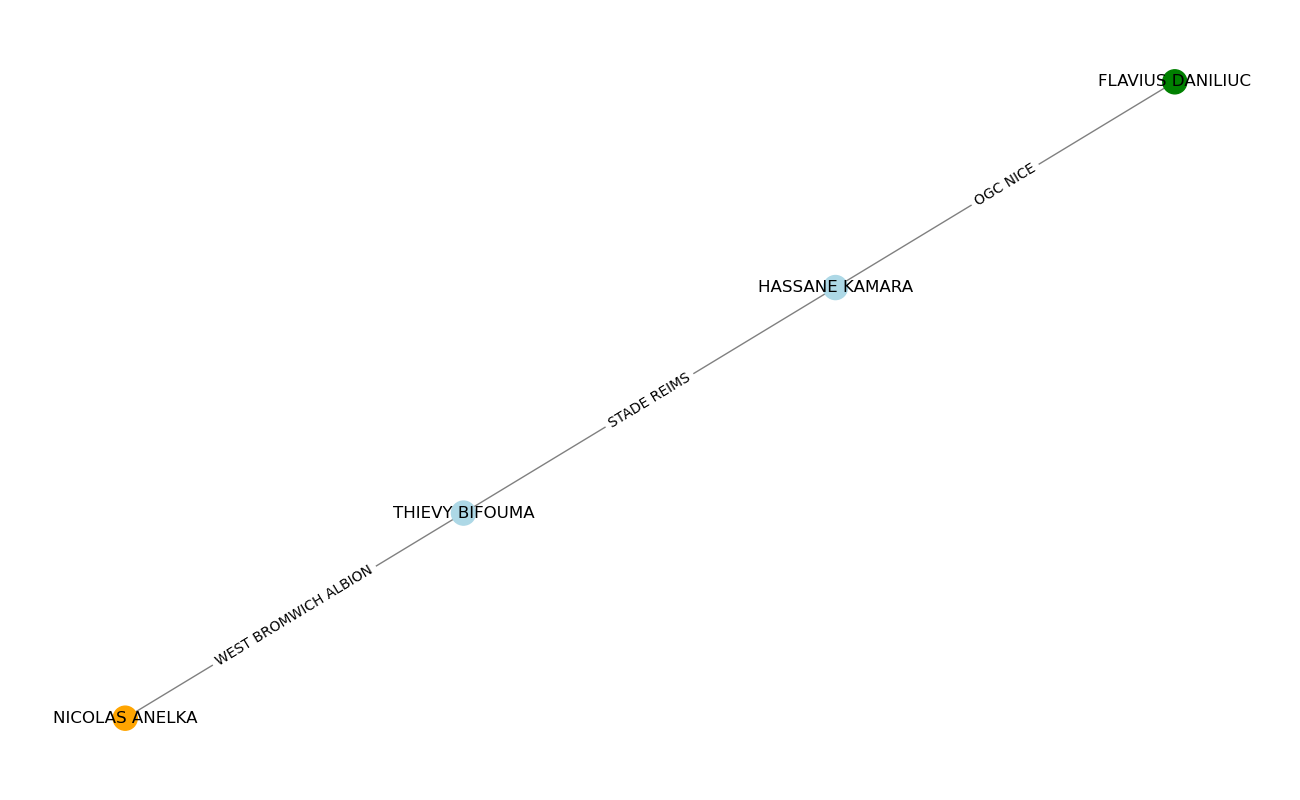 FLAVIUS DANILIUC
OGC NICE
HASSANE KAMARA
STADE REIMS
THIEVY BIFOUMA
WEST BROMWICH ALBION
NICOLAS ANELKA